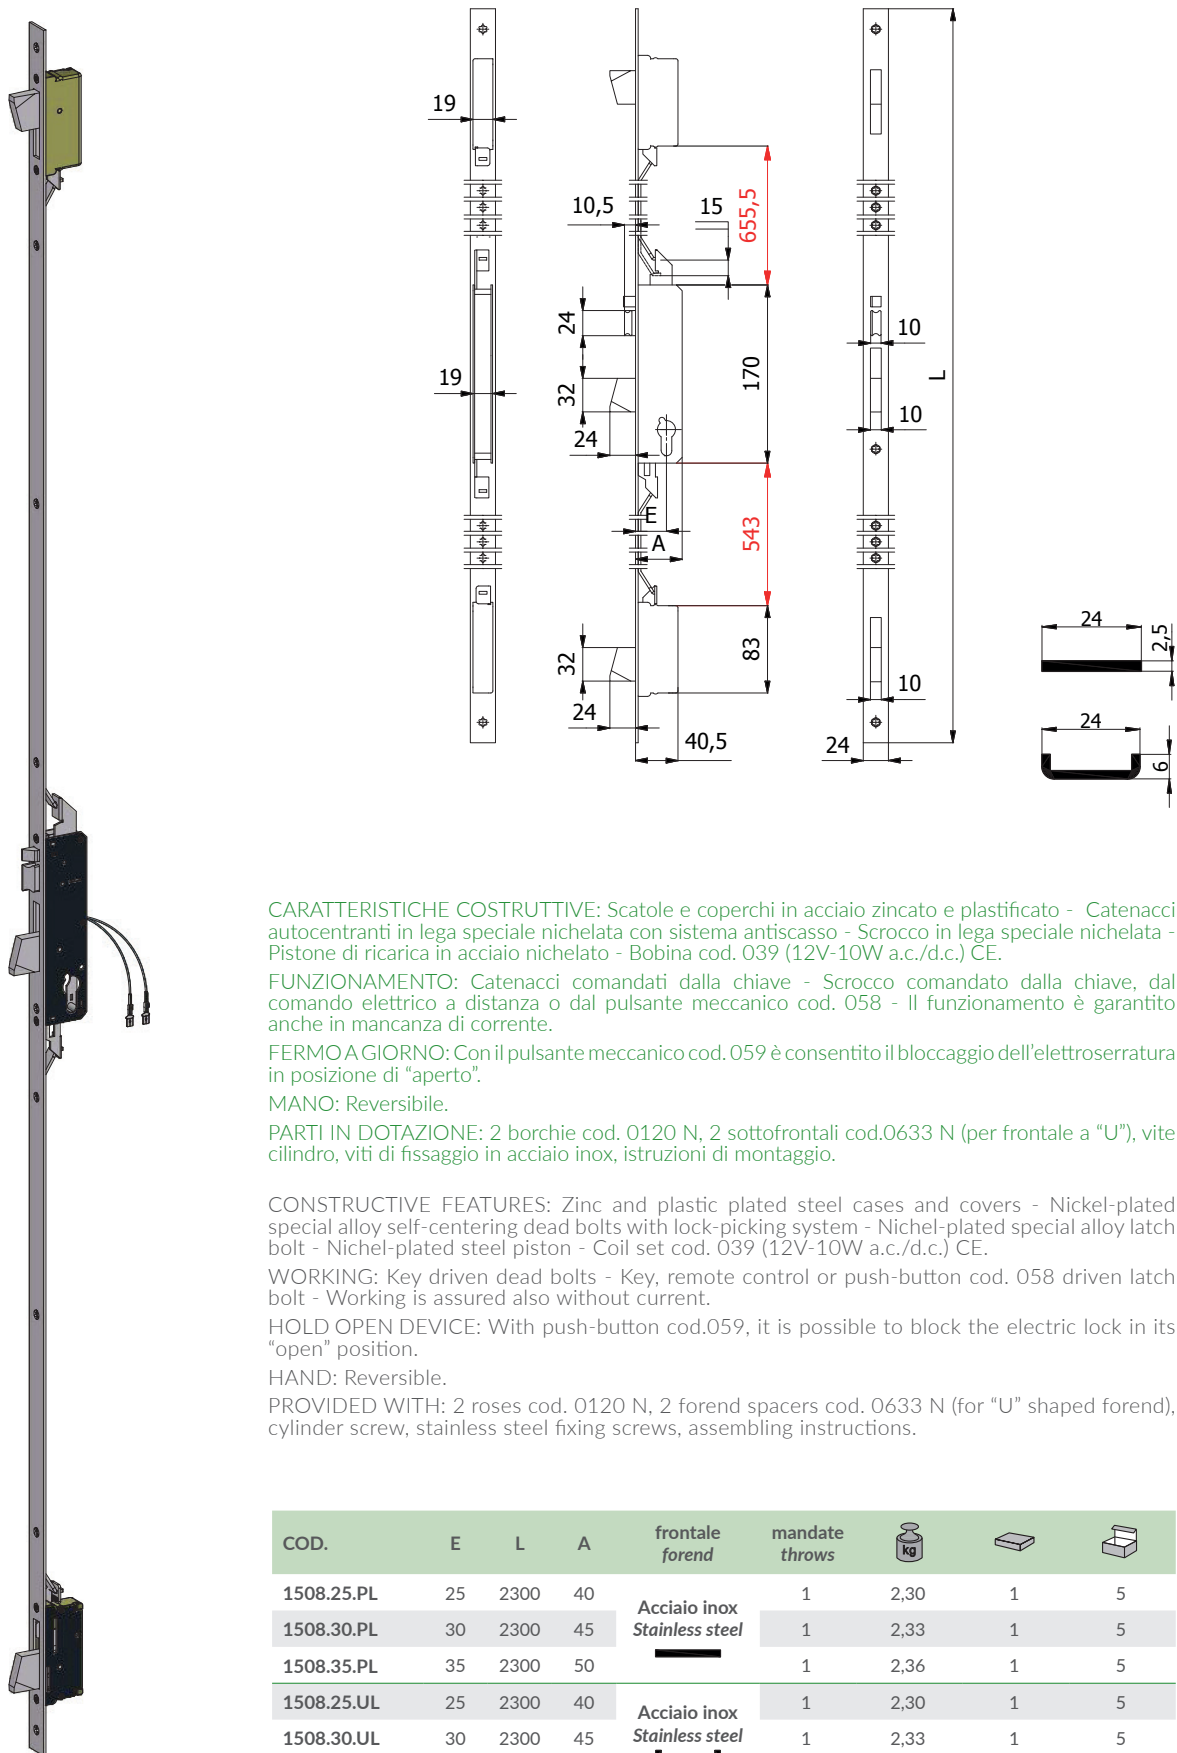 19
10,5
15
655,5
24
10
170
L
19
32
10
24
E
543
A
24
2,5
32
83
10
24
24
40,5
24
6
CARATTERISTICHE COSTRUTTIVE: Scatole e coperchi in acciaio zincato e plastificato - Catenacci
autocentranti in lega speciale nichelata con sistema antiscasso - Scrocco in lega speciale nichelata -
Pistone di ricarica in acciaio nichelato - Bobina cod. 039 (12V-10W a.c./d.c.) CE.
FUNZIONAMENTO: Catenacci comandati dalla chiave - Scrocco comandato dalla chiave, dal
comando elettrico a distanza o dal pulsante meccanico cod. 058 - Il funzionamento è garantito
anche in mancanza di corrente.
FERMO A GIORNO: Con il pulsante meccanico cod. 059 è consentito il bloccaggio dell'elettroserratura
in posizione di “aperto”.
MANO: Reversibile.
PARTI IN DOTAZIONE: 2 borchie cod. 0120 N, 2 sottofrontali cod.0633 N (per frontale a “U”), vite
cilindro, viti di fissaggio in acciaio inox, istruzioni di montaggio.
CONSTRUCTIVE FEATURES: Zinc and plastic plated steel cases and covers - Nickel-plated
special alloy self-centering dead bolts with lock-picking system - Nichel-plated special alloy latch
bolt - Nichel-plated steel piston - Coil set cod. 039 (12V-10W a.c./d.c.) CE.
WORKING: Key driven dead bolts - Key, remote control or push-button cod. 058 driven latch
bolt - Working is assured also without current.
HOLD OPEN DEVICE: With push-button cod.059, it is possible to block the electric lock in its
“open” position.
HAND: Reversible.
PROVIDED WITH: 2 roses cod. 0120 N, 2 forend spacers cod. 0633 N (for “U” shaped forend),
cylinder screw, stainless steel fixing screws, assembling instructions.
COD. E L A frontale forend mandate throws kg
1508.25.PL 25 2300 40 Acciaio inox 1 2,30 1 5
1508.30.PL 30 2300 45 Stainless steel 1 2,33 1 5
1508.35.PL 35 2300 50 1 2,36 1 5
1508.25.UL 25 2300 40 Acciaio inox 1 2,30 1 5
1508.30.UL 30 2300 45 Stainless steel 1 2,33 1 5